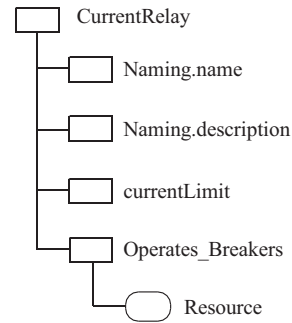 CurrentRelay
Naming.name
Naming.description
currentLimit
Operates_Breakers
Resource